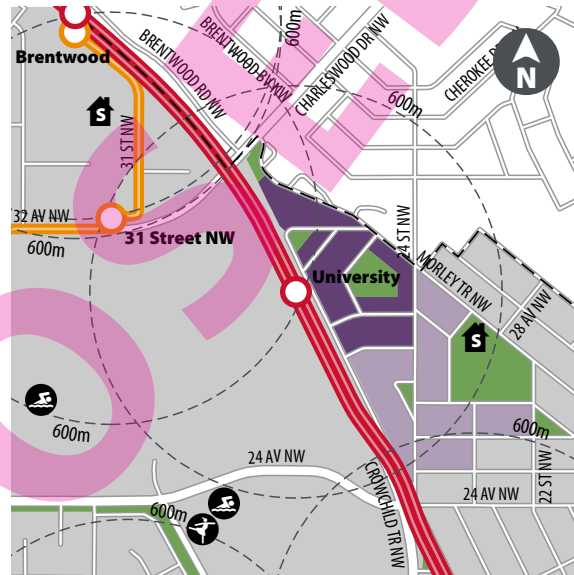 600m
Brentwood
BRENTWOOD RD NW
BRENTWOOD BV NW
CHARLESWOOD DR NW
600m
N
S
31 ST NW
32 AV NW
600m
31 Street NW
24 ST NW
University
MORLEY TR NW
28 AV NW
S
600m
600m
24 AV NW
24 AV NW
22 ST NW
CROWCHILD TR NW
600m